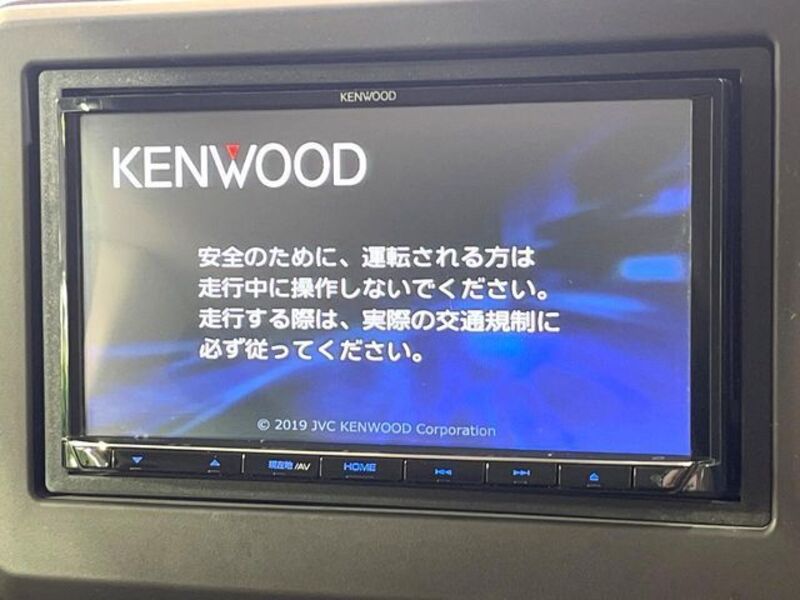 KENWOOD
KENWOOD
安全のために、運転される方は
走行中に操作しないでください。
走行する際は、実際の交通規制に
必ず従ってください。
© 2019 JVC KENWOOD Corporation
現在地/AV HOME